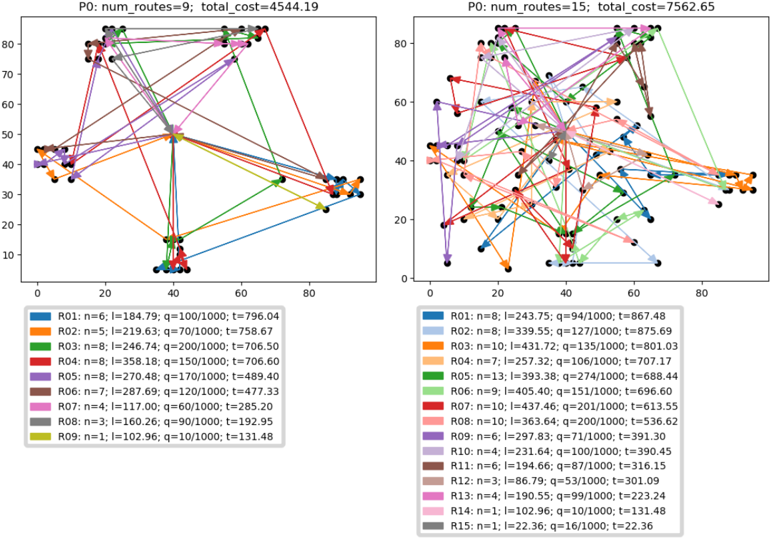 P0: num_routes=9;  total_cost=4544.19
80
70
60
50
40
30
20
10
0
20
40
60
80
R01: n=6; l=184.79; q=100/1000; t=796.04
R02: n=5; l=219.63; q=70/1000; t=758.67
R03: n=8; l=246.74; q=200/1000; t=706.50
R04: n=8; l=358.18; q=150/1000; t=706.60
R05: n=8; l=270.48; q=170/1000; t=489.40
R06: n=7; l=287.69; q=120/1000; t=477.33
R07: n=4; l=117.00; q=60/1000; t=285.20
R08: n=3; l=160.26; q=90/1000; t=192.95
R09: n=1; l=102.96; q=10/1000; t=131.48
P0: num_routes=15;  total_cost=7562.65
80
60
40
20
0
0
20
40
60
80
R01: n=8; l=243.75; q=94/1000; t=867.48
R02: n=8; l=339.55; q=127/1000; t=875.69
R03: n=10; l=431.72; q=135/1000; t=801.03
R04: n=7; l=257.32; q=106/1000; t=707.17
R05: n=13; l=393.38; q=274/1000; t=688.44
R06: n=9; l=405.40; q=151/1000; t=696.60
R07: n=10; l=437.46; q=201/1000; t=613.55
R08: n=10; l=363.64; q=200/1000; t=536.62
R09: n=6; l=297.83; q=71/1000; t=391.30
R10: n=4; l=231.64; q=100/1000; t=390.45
R11: n=6; l=194.66; q=87/1000; t=316.15
R12: n=3; l=86.79; q=53/1000; t=301.09
R13: n=4; l=190.55; q=99/1000; t=223.24
R14: n=1; l=102.96; q=10/1000; t=131.48
R15: n=1; l=22.36; q=16/1000; t=22.36